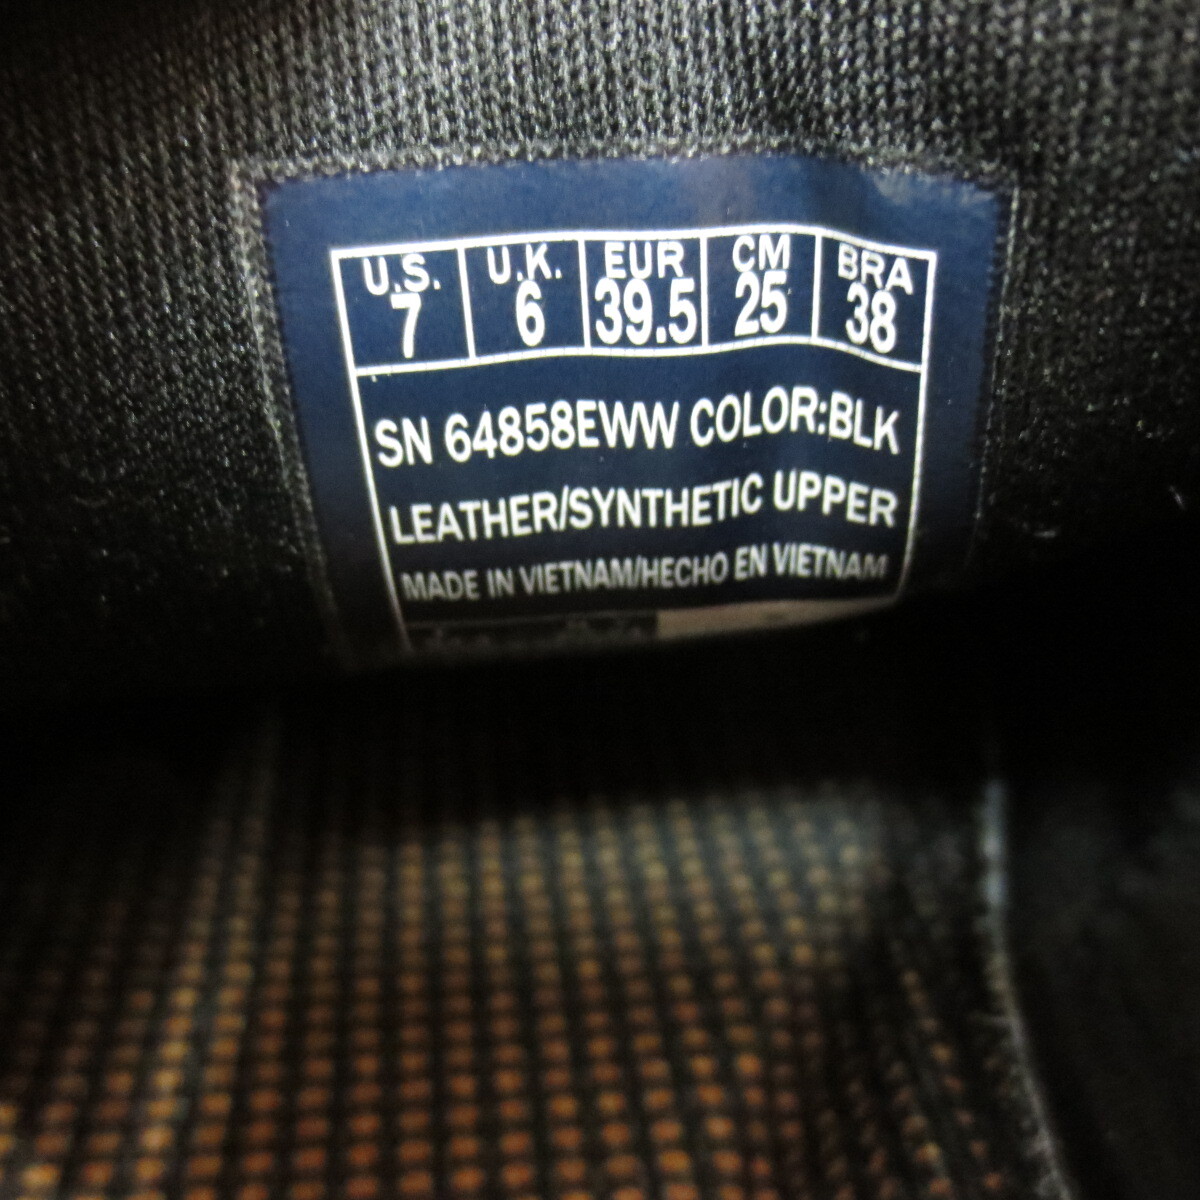 U.S. U.K. EUR CM BRA
7 6 39.5 25 38
SN 64858EWW COLOR:BLK
LEATHER/SYNTHETIC UPPER
MADE IN VIETNAM/HECHO EN VIETNAM